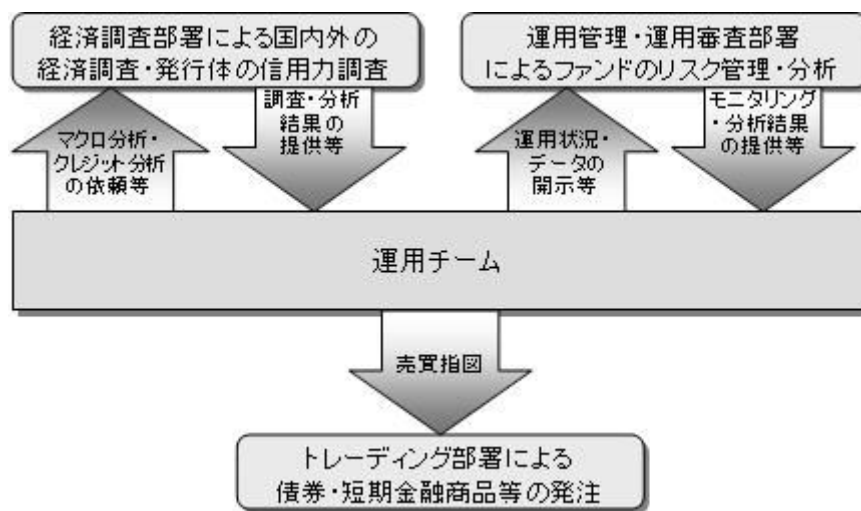 経済調査部署による国内外の
経済調査・発行体の信用力調査
運用管理・運用審査部署
によるファンドのリスク管理・分析
マクロ分析・
クレジット分析
の依頼等
調査・分析
結果の
提供等
運用状況・
データの
開示等
モニタリング
・分析結果
の提供等
運用チーム
売買指図
トレーディング部署による
債券・短期金融商品等の発注